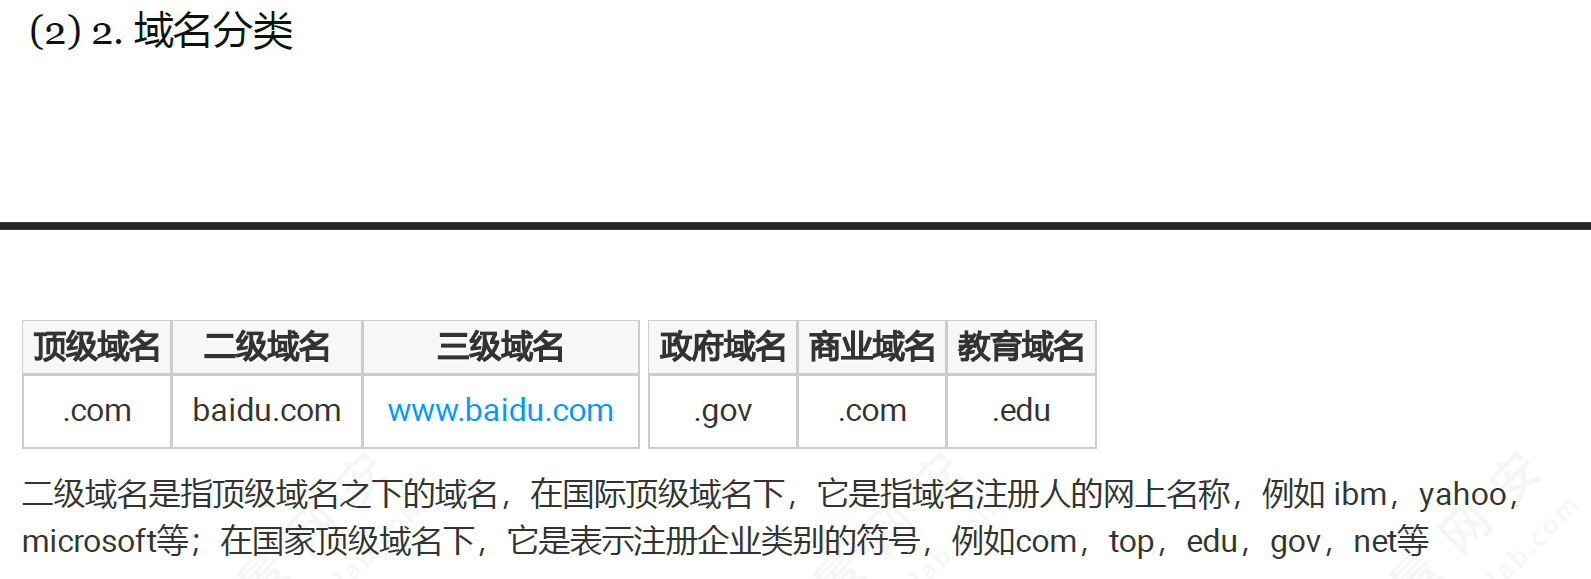 (2) 2. 域名分类
顶级域名 二级域名 三级域名 政府域名 商业域名 教育域名
.com baidu.com www.baidu.com .gov .com .edu
二级域名是指顶级域名之下的域名，在国际顶级域名下，它是指域名注册人的网上名称，例如 ibm，yahoo，
microsoft等；在国家顶级域名下，它是表示注册企业类别的符号，例如com，top，edu，gov，net等